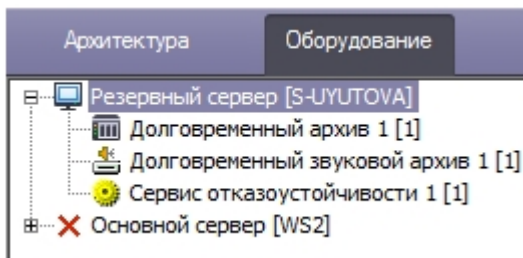 Архитектура
Оборудование
Резервный сервер [S-UYUTOVA]
Долговременный архив 1 [1]
Долговременный звуковой архив 1 [1]
Сервис отказоустойчивости 1 [1]
Основной сервер [WS2]